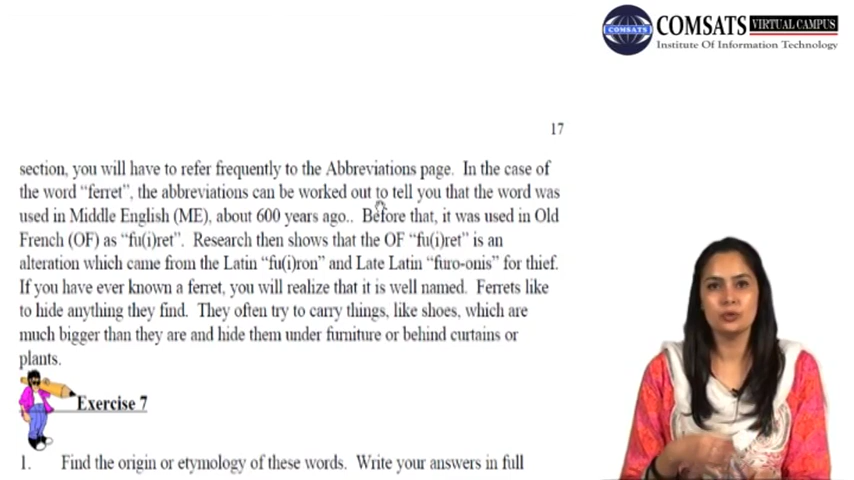 COMSATS VIRTUAL CAMPUS
COMSATS
Institute Of Information Technology
17
section, you will have to refer frequently to the Abbreviations page. In the case of
the word "ferret", the abbreviations can be worked out to tell you that the word was
used in Middle English (ME), about 600 years ago.. Before that, it was used in Old
French (OF) as "fu(i)ret". Research then shows that the OF "fu(i)ret" is an
alteration which came from the Latin "fu(i)ron" and Late Latin "furo-onis" for thief.
If you have ever known a ferret, you will realize that it is well named. Ferrets like
to hide anything they find. They often try to carry things, like shoes, which are
much bigger than they are and hide them under furniture or behind curtains or
plants.
Exercise 7
1. Find the origin or etymology of these words. Write your answers in full